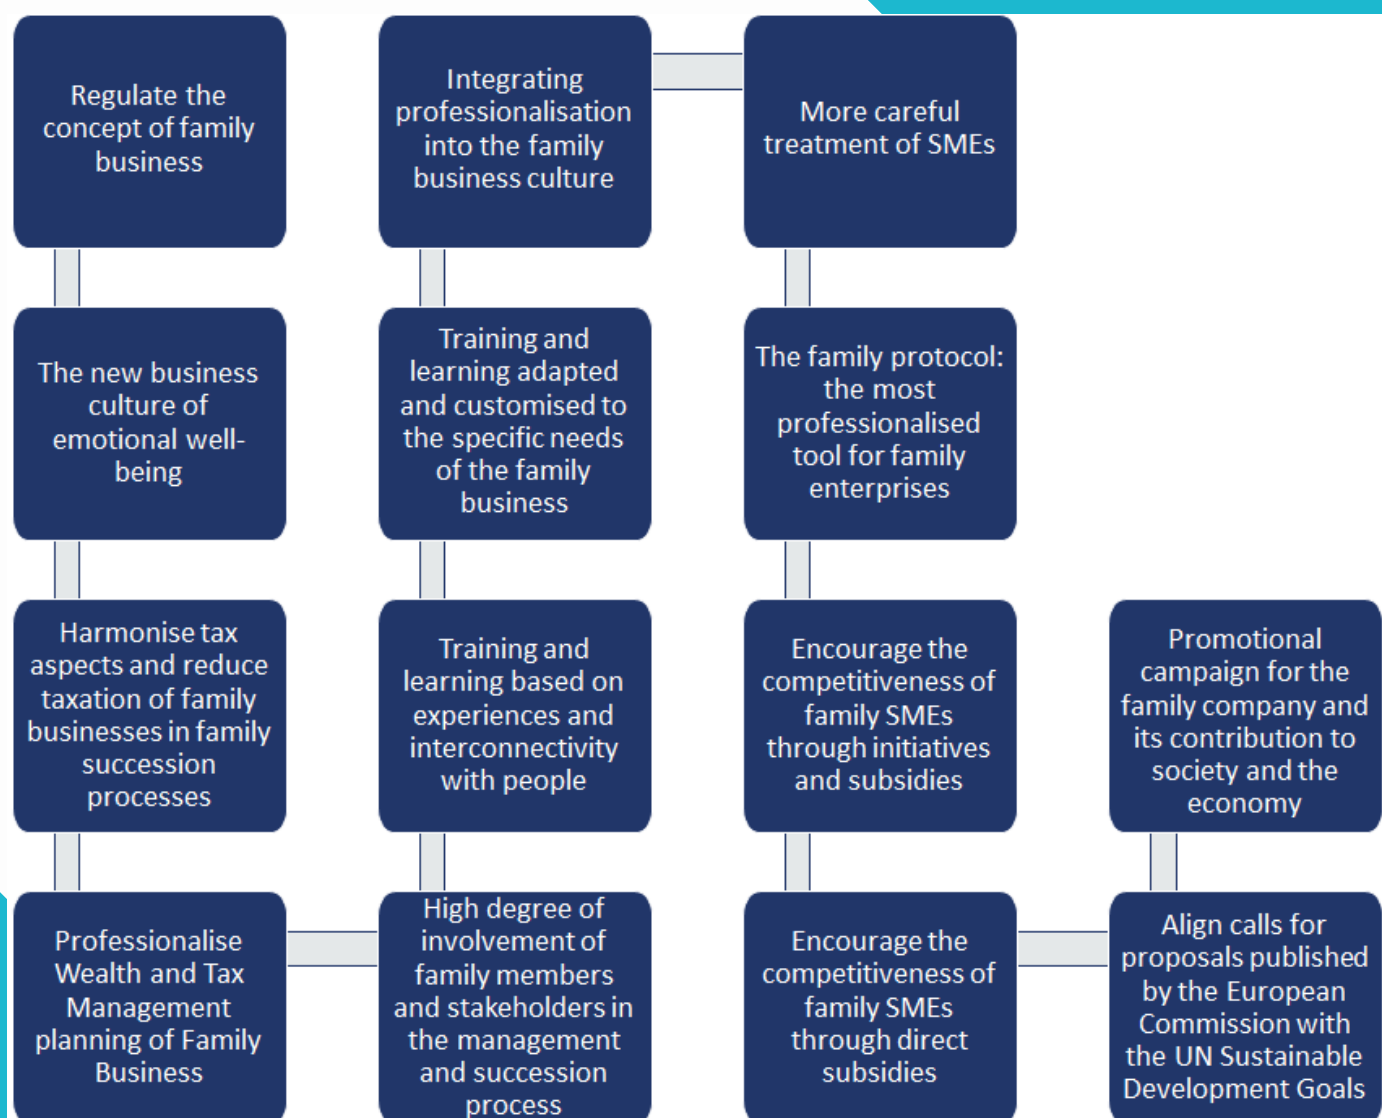 Regulate the
concept of family
business
The new business
culture of
emotional well-
being
Harmonise tax
aspects and reduce
taxation of family
businesses in family
succession
processes
Professionalise
Wealth and Tax
Management
planning of Family
Business
High degree of
involvement of
family members
and stakeholders in
the management
and succession
process
Training and
learning based on
experiences and
interconnectivity
with people
Training and
learning adapted
and customised to
the specific needs
of the family
business
Integrating
professionalisation
into the family
business culture
More careful
treatment of SMEs
The family protocol:
the most
professionalised
tool for family
enterprises
Encourage the
competitiveness of
family SMEs
through initiatives
and subsidies
Encourage the
competitiveness of
family SMEs
through direct
subsidies
Align calls for
proposals published
by the European
Commission with
the UN Sustainable
Development Goals
Promotional
campaign for the
family company and
its contribution to
society and the
economy